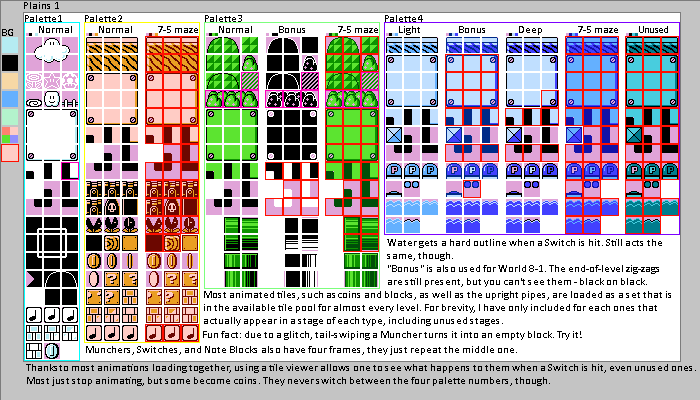 Plains 1
Palette1 Palette2 Palette3 Palette4
BG Normal Normal 7-5 maze Normal Bonus 7-5 maze Light Bonus Deep 7-5 maze Unused
P P P P P P P P P P P P P P P
Water gets a hard outline when a Switch is hit. Still acts the
same, though.
"Bonus" is also used for World 8-1. The end-of-level zig-zags
are still present, but you can't see them - black on black.
Most animated tiles, such as coins and blocks, as well as the upright pipes, are loaded as a set that is
in the available tile pool for almost every level. For brevity, I have only included for each ones that
actually appear in a stage of each type, including unused stages.
Fun fact: due to a glitch, tail-swiping a Muncher turns it into an empty block. Try it!
Munchers, Switches, and Note Blocks also have four frames, they just repeat the middle one.
Thanks to most animations loading together, using a tile viewer allows one to see what happens to them when a Switch is hit, even unused ones.
Most just stop animating, but some become coins. They never switch between the four palette numbers, though.